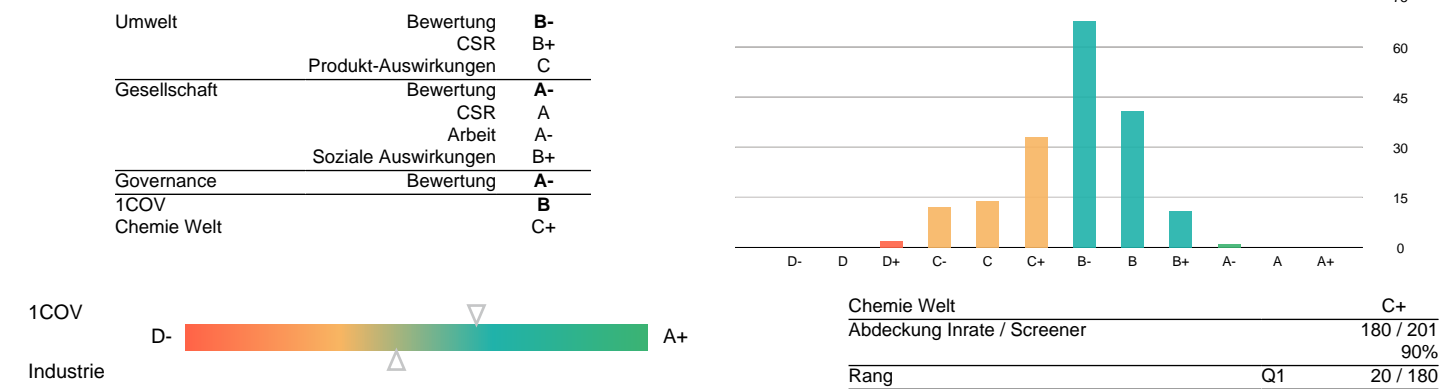 Umwelt Bewertung B-
CSR B+
Produkt-Auswirkungen C
Gesellschaft Bewertung A-
CSR A
Arbeit A-
Soziale Auswirkungen B+
Governance Bewertung A-
1COV B
Chemie Welt C+
60
45
30
15
0
D- D D+ C- C C+ B- B B+ A- A A+
1COV
D- A+
Industrie
Chemie Welt C+
Abdeckung Inrate / Screener 180 / 201
90%
Rang Q1 20 / 180